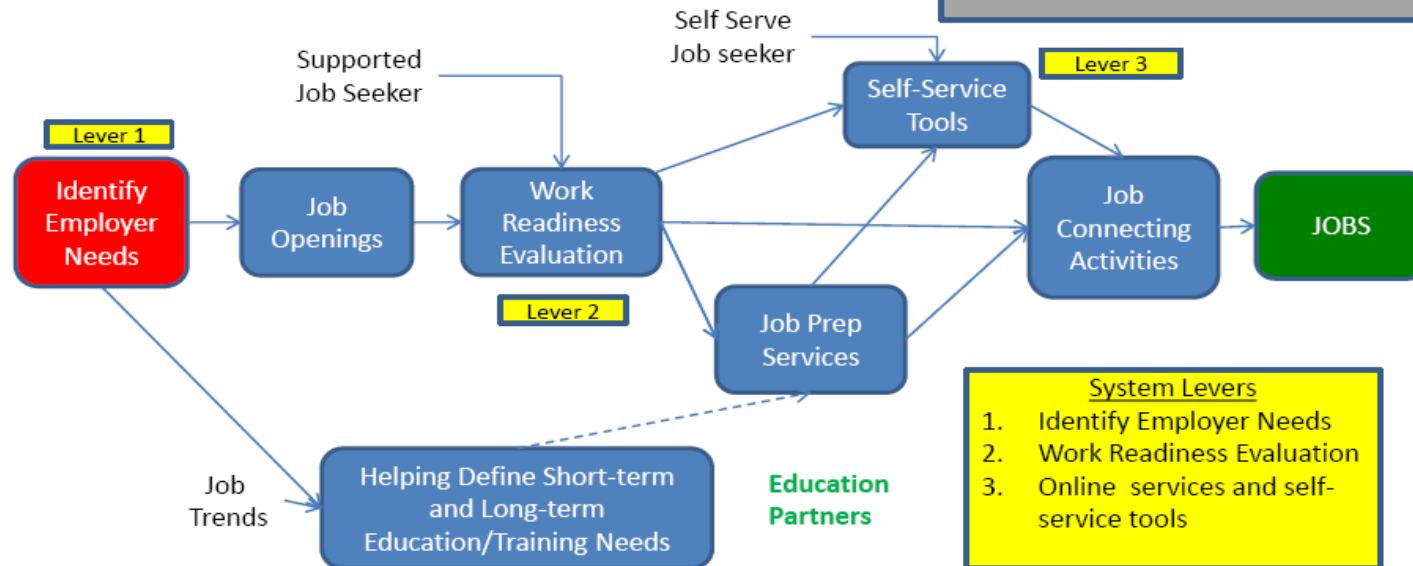 Self Serve
Job seeker
Supported
Job Seeker
Lever 3
Self-Service
Tools
Lever 1
Identify
Employer
Needs
Job
Openings
Work
Readiness
Evaluation
Job
Connecting
Activities
JOBS
Lever 2
Job Prep
Services
System Levers
1. Identify Employer Needs
2. Work Readiness Evaluation
3. Online services and self-
service tools
Job
Trends
Helping Define Short-term
and Long-term
Education/Training Needs
Education
Partners